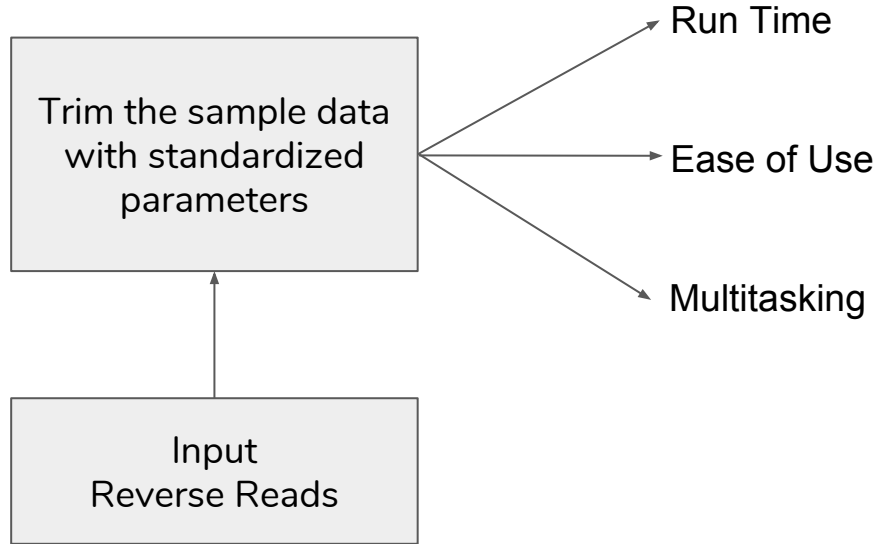 Run Time
Trim the sample data
with standardized
parameters
Ease of Use
Multitasking
Input
Reverse Reads